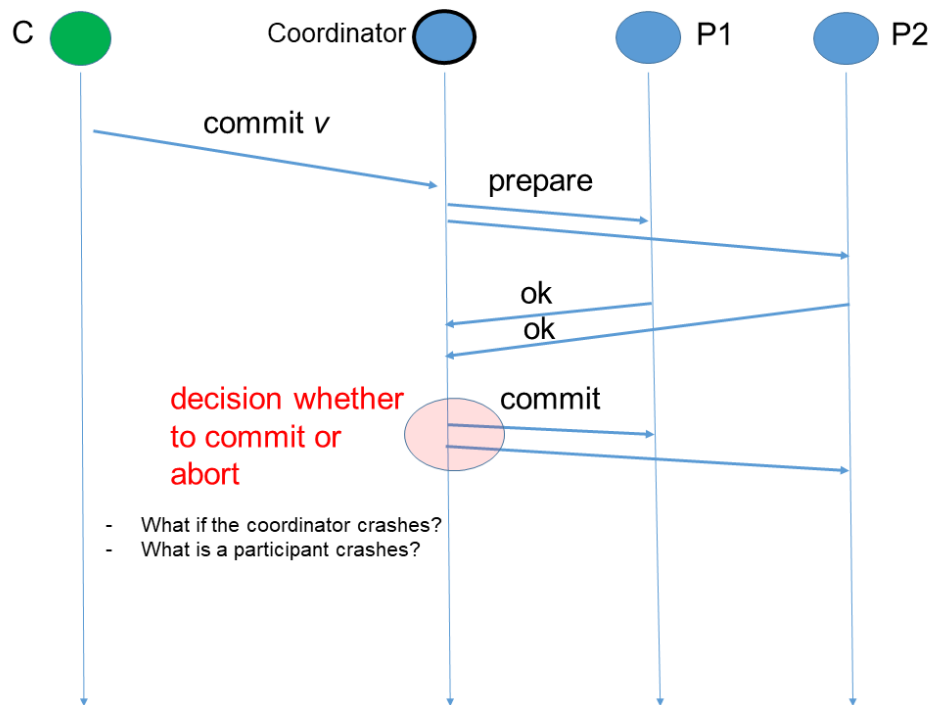 C
Coordinator
P1
P2
commit v
prepare
ok
ok
decision whether
to commit or
abort
commit
- What if the coordinator crashes?
- What is a participant crashes?